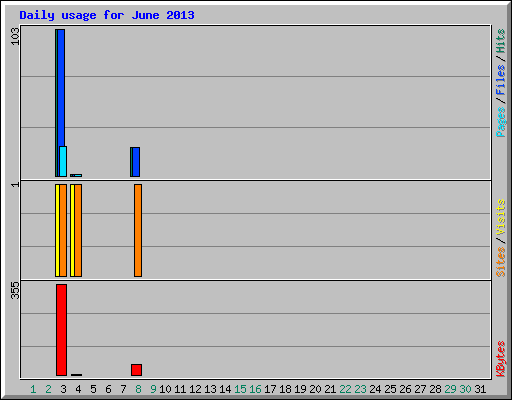 Daily usage for June 2013
103
1
355
Pages/Files/Hits
Sites/Visits
KBytes
1 2 3 4 5 6 7 8 9 10 11 12 13 14 15 16 17 18 19 20 21 22 23 24 25 26 27 28 29 30 31